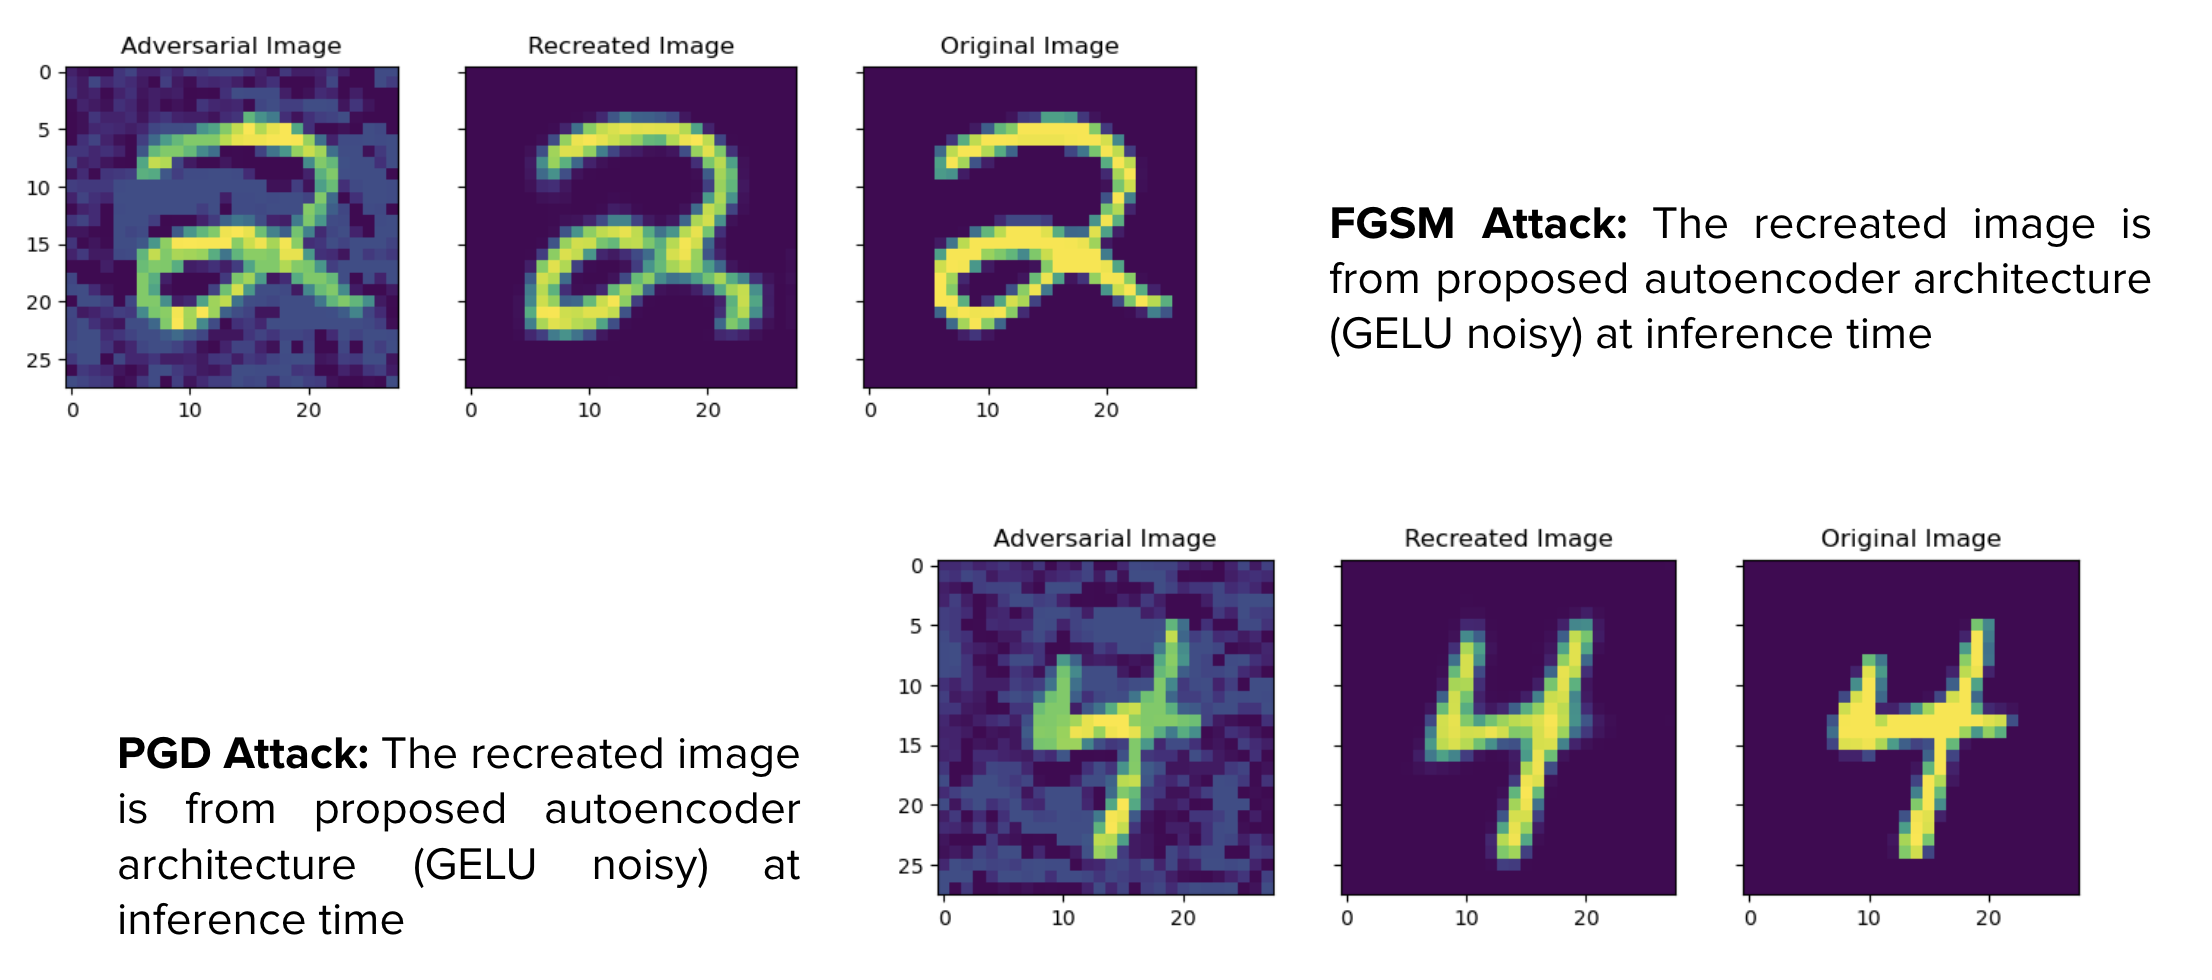 Adversarial Image Recreated Image Original Image
0
5
10
15
20
25
0 10 20 0 10 20 0 10 20
FGSM Attack: The recreated image is
from proposed autoencoder architecture
(GELU noisy) at inference time
Adversarial Image Recreated Image Original Image
0
5
10
15
20
25
0 10 20 0 10 20 0 10 20
PGD Attack: The recreated image
is from proposed autoencoder
architecture (GELU noisy) at
inference time